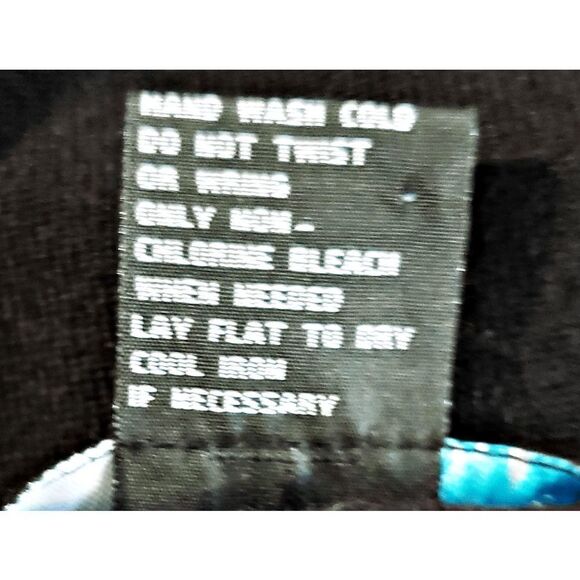 HAND WASH COLD
DO NOT TWIST
OR WRING
ONLY NON-
CHLORINE BLEACH
WHEN NEEDED
LAY FLAT TO DRY
COOL IRON
IF NECESSARY